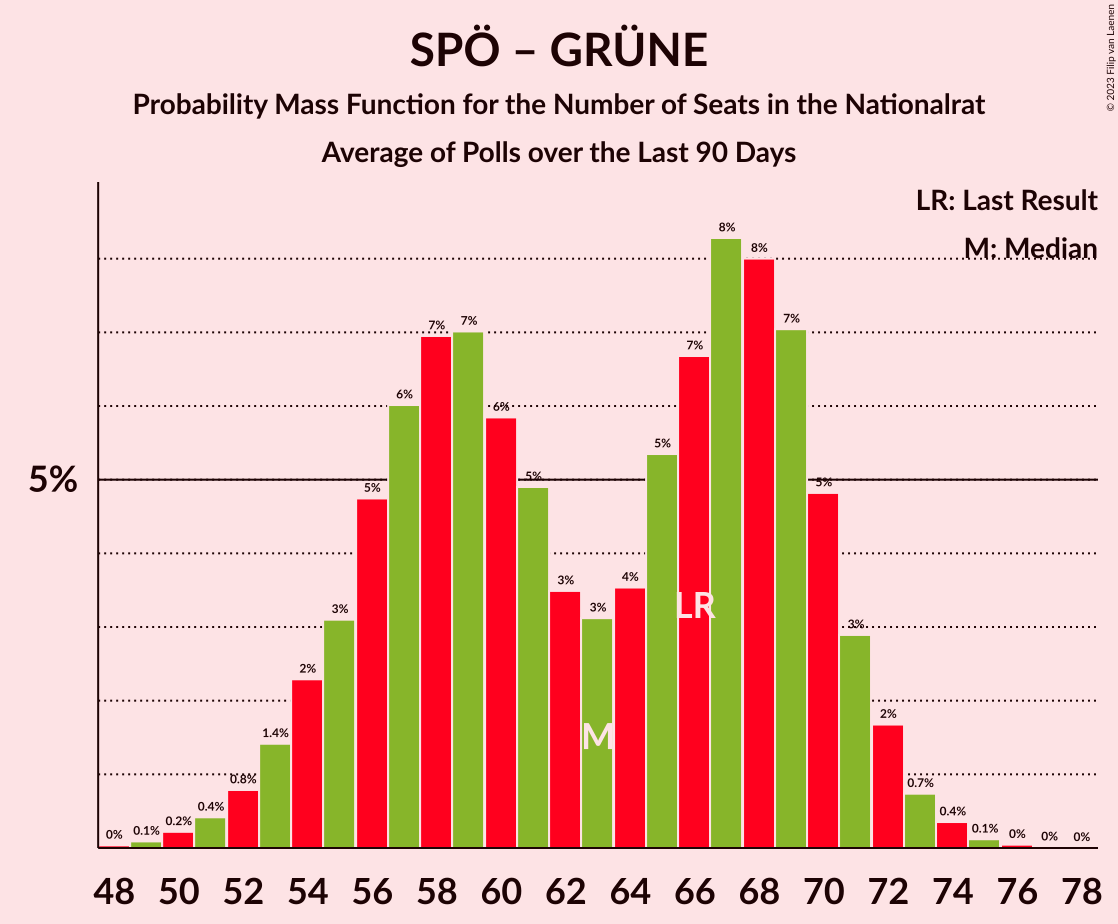 SPÖ – GRÜNE
Probability Mass Function for the Number of Seats in the Nationalrat
Average of Polls over the Last 90 Days
© 2023 Filip van Laenen
LR: Last Result
M: Median
5%
0% 0.1% 0.2% 0.4% 0.8% 1.4% 2% 3% 5% 6% 7% 7% 6% 5% 3% 3% 4% 5% 7% 8% 8% 7% 5% 3% 2% 0.7% 0.4% 0.1% 0% 0% 0%
LR
M
48 50 52 54 56 58 60 62 64 66 68 70 72 74 76 78